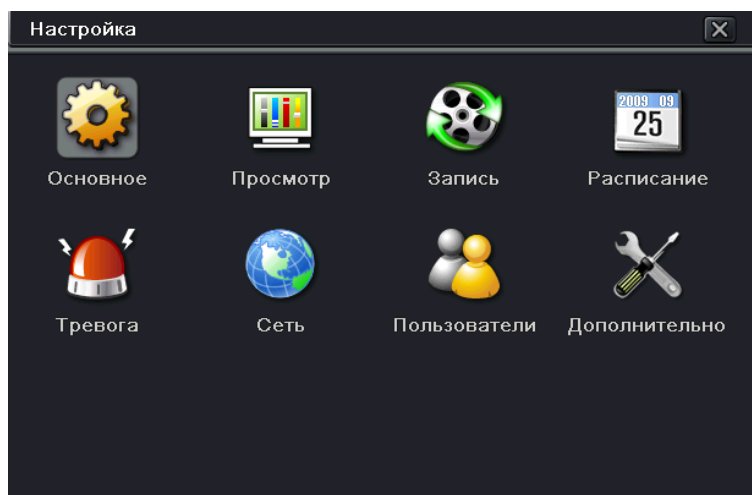 Настройка
2009 09
25
Основное Просмотр Запись Расписание
Тревога Сеть Пользователи Дополнительно